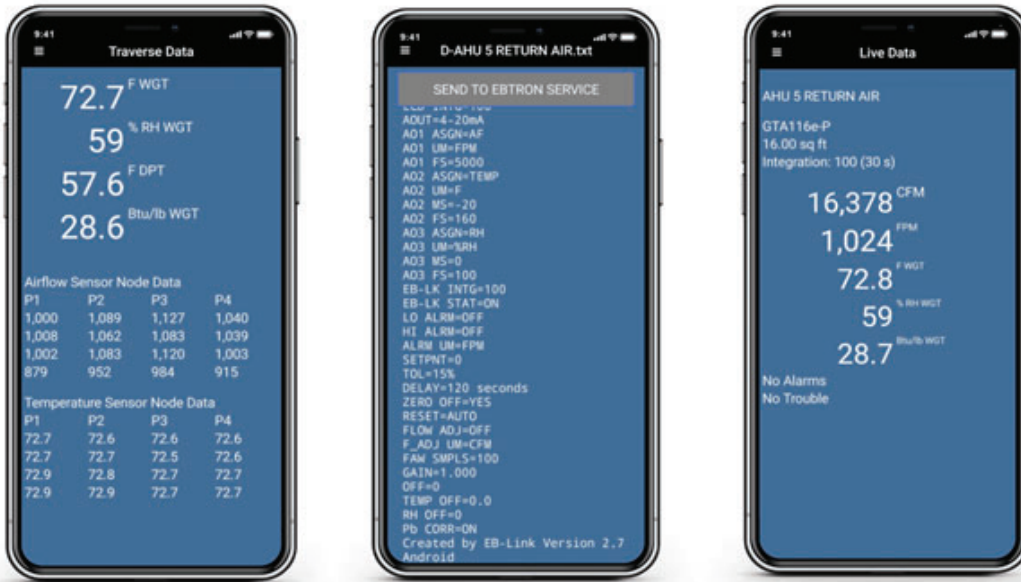 9:41
Traverse Data
72.7 F WGT
59 % RH WGT
57.6 F DPT
28.6 Btu/lb WGT
Airflow Sensor Node Data
P1 P2 P3 P4
1,000 1,089 1,127 1,040
1,008 1,062 1,083 1,039
1,002 1,083 1,120 1,003
879 952 984 915
Temperature Sensor Node Data
P1 P2 P3 P4
72.7 72.6 72.6 72.6
72.7 72.7 72.5 72.6
72.9 72.8 72.7 72.7
72.9 72.9 72.7 72.7
9:41
D-AHU 5 RETURN AIR.txt
SEND TO EBTRON SERVICE
AOUT=4-20mA
AO1 ASGN=AF
AO1 UM=FPM
AO1 FS=5000
AO2 ASGN=TEMP
AO2 UM=F
AO2 MS=-20
AO2 FS=160
AO3 ASGN=RH
AO3 UM=%RH
AO3 MS=0
AO3 FS=100
EB-LK INTG=100
EB-LK STAT=ON
LO ALRM=OFF
HI ALRM=OFF
ALRM UM=FPM
SETPNT=0
TOL=15%
DELAY=120 seconds
ZERO OFF=YES
RESET=AUTO
FLOW ADJ=OFF
F_ADJ UM=CFM
FAW SMPLS=100
GAIN=1.000
OFF=0
TEMP OFF=0.0
RH OFF=0
Pb CORR=ON
Created by EB-Link Version 2.7
Android
9:41
Live Data
AHU 5 RETURN AIR
GTA116e-P
16.00 sq ft
Integration: 100 (30 s)
16,378 CFM
1,024 FPM
72.8 F WGT
59 % RH WGT
28.7 Btu/lb WGT
No Alarms
No Trouble